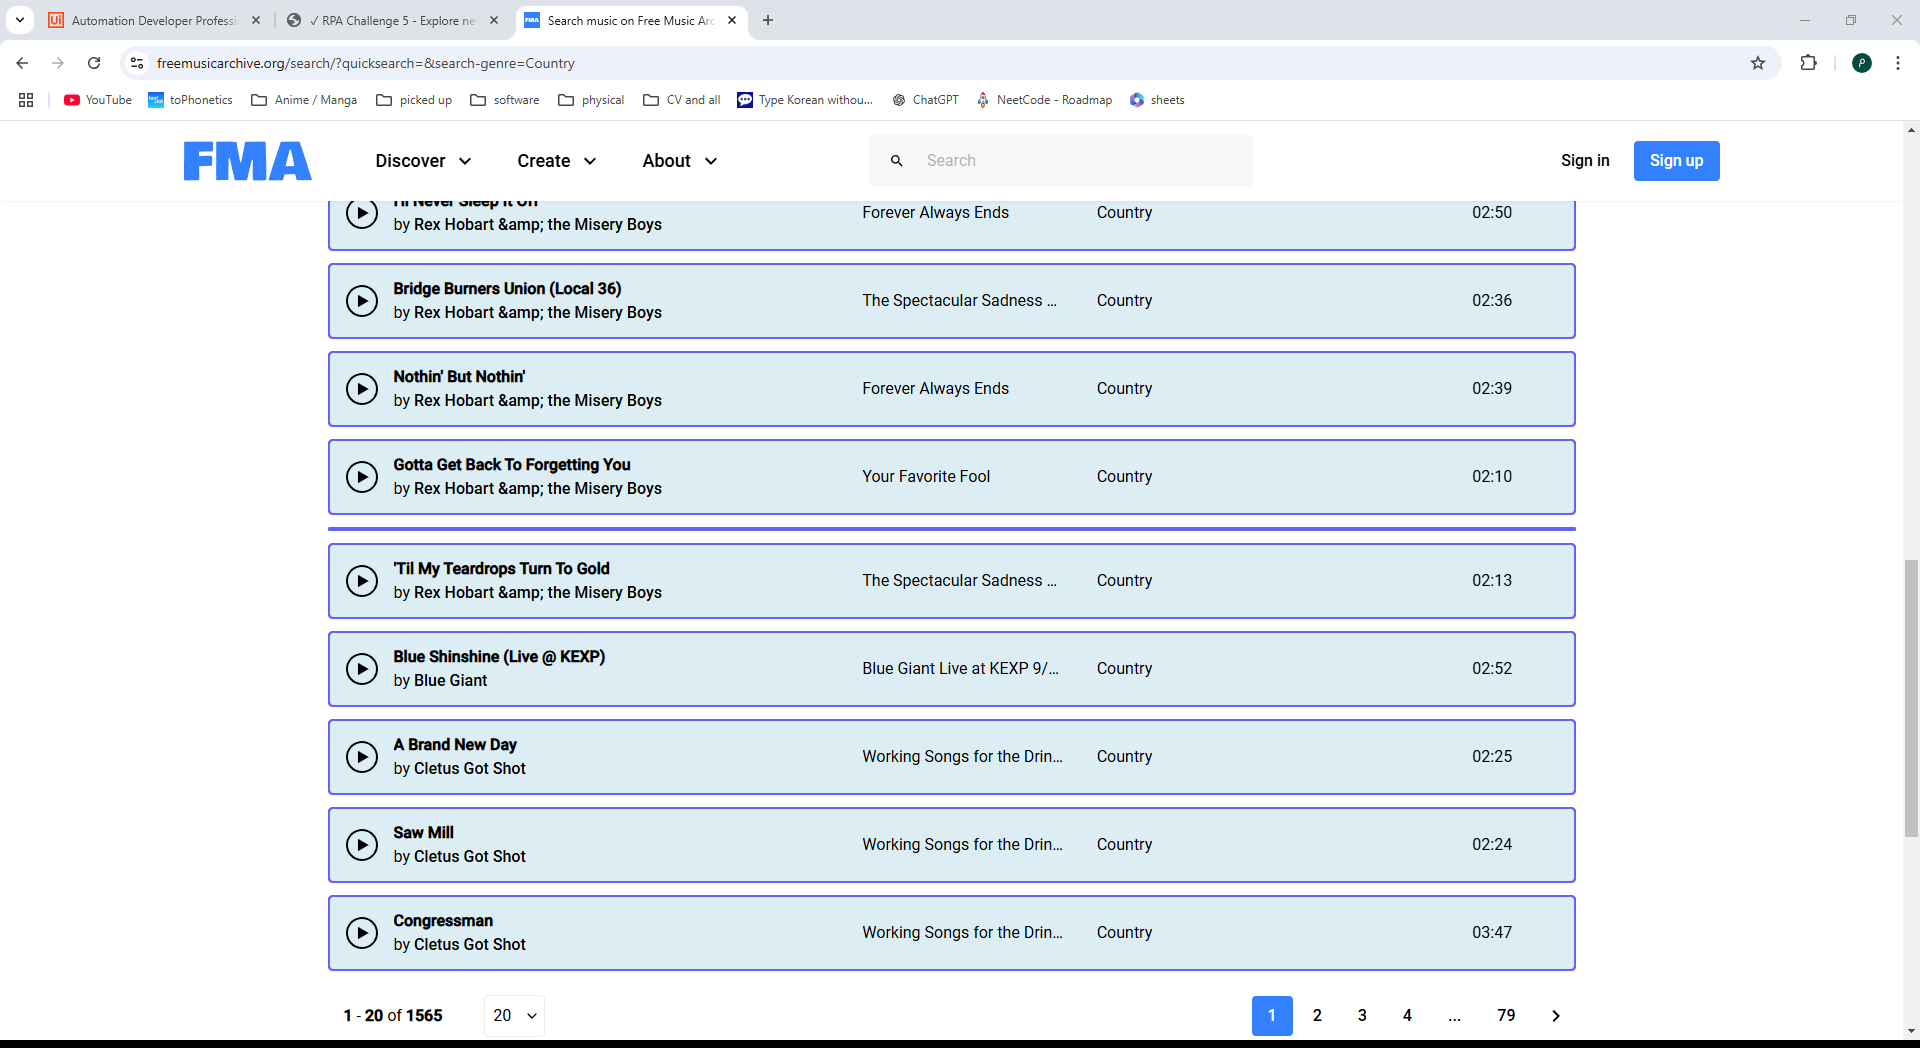 Automation Developer Professi
✓ RPA Challenge 5 - Explore ne
FMA Search music on Free Music Arc
freemusicarchive.org/search/?quicksearch=&search-genre=Country
YouTube toPhonetics Anime / Manga picked up software physical CV and all Type Korean withou... ChatGPT NeetCode - Roadmap sheets
FMA Discover Create About Search Sign in Sign up
I'll Never Sleep It Off
Forever Always Ends Country 02:50
by Rex Hobart &amp; the Misery Boys
Bridge Burners Union (Local 36)
The Spectacular Sadness ... Country 02:36
by Rex Hobart &amp; the Misery Boys
Nothin' But Nothin'
Forever Always Ends Country 02:39
by Rex Hobart &amp; the Misery Boys
Gotta Get Back To Forgetting You
Your Favorite Fool Country 02:10
by Rex Hobart &amp; the Misery Boys
'Til My Teardrops Turn To Gold
The Spectacular Sadness ... Country 02:13
by Rex Hobart &amp; the Misery Boys
Blue Shinshine (Live @ KEXP)
Blue Giant Live at KEXP 9/... Country 02:52
by Blue Giant
A Brand New Day
Working Songs for the Drin... Country 02:25
by Cletus Got Shot
Saw Mill
Working Songs for the Drin... Country 02:24
by Cletus Got Shot
Congressman
Working Songs for the Drin... Country 03:47
by Cletus Got Shot
1 - 20 of 1565 20 1 2 3 4 ... 79